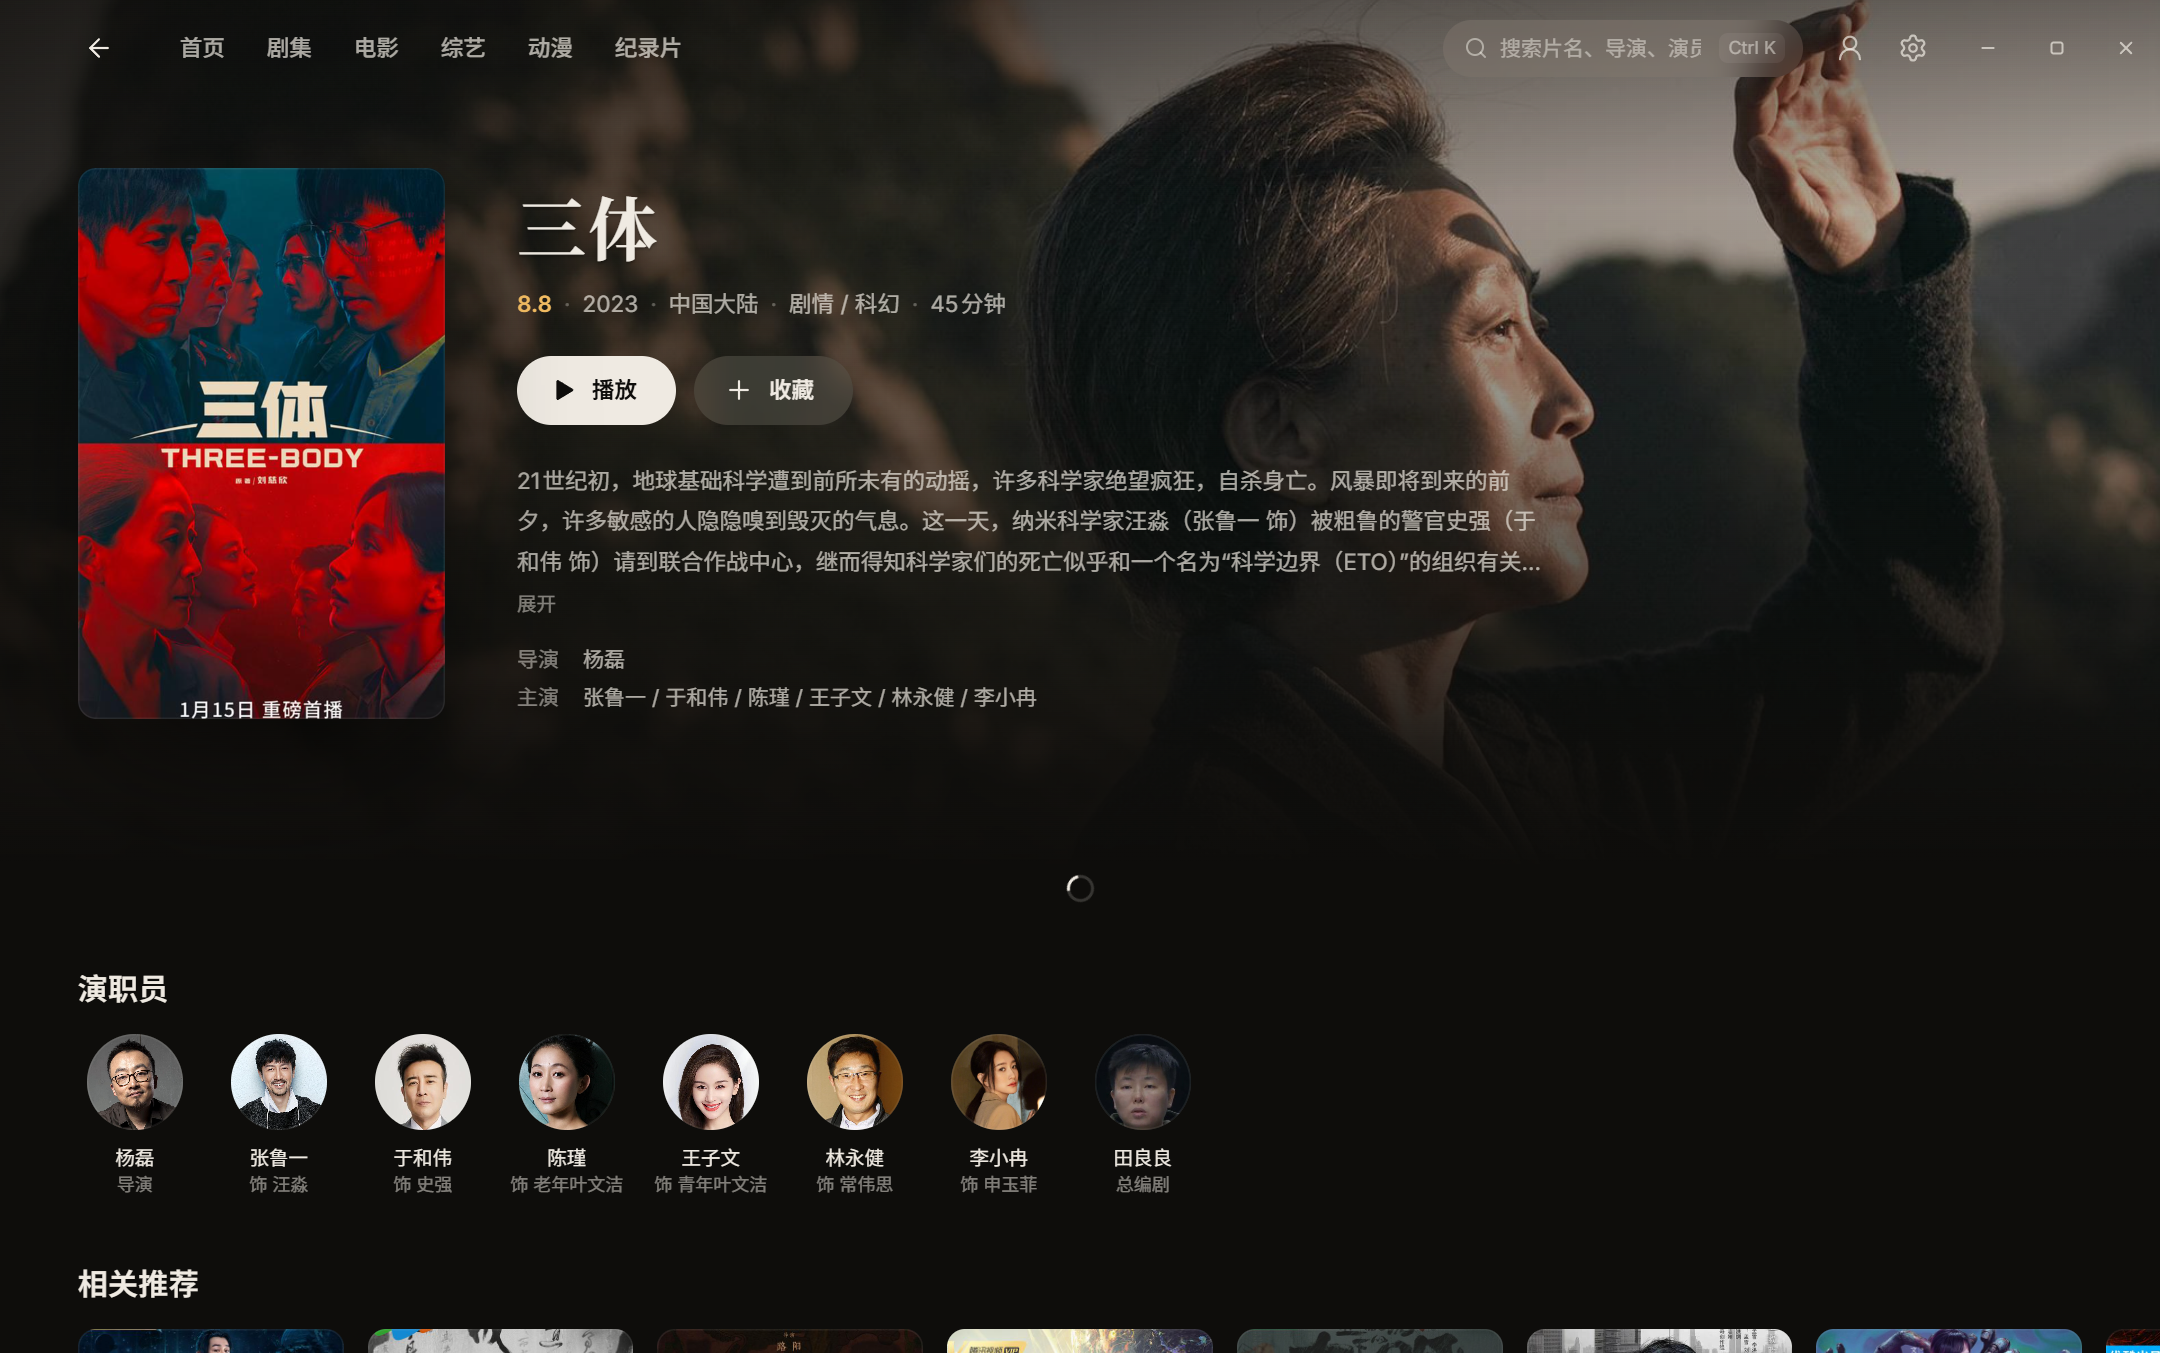 首页 剧集 电影 综艺 动漫 纪录片 搜索片名、导演、演员 Ctrl K
三体
THREE-BODY
原著/刘慈欣
1月15日 重磅首播
三体
8.8 · 2023 · 中国大陆 · 剧情 / 科幻 · 45分钟
播放 收藏
21世纪初，地球基础科学遭到前所未有的动摇，许多科学家绝望疯狂，自杀身亡。风暴即将到来的前
夕，许多敏感的人隐隐嗅到毁灭的气息。这一天，纳米科学家汪淼（张鲁一 饰）被粗鲁的警官史强（于
和伟 饰）请到联合作战中心，继而得知科学家们的死亡似乎和一个名为“科学边界（ETO）”的组织有关...
展开
导演 杨磊
主演 张鲁一 / 于和伟 / 陈瑾 / 王子文 / 林永健 / 李小冉
演职员
杨磊 张鲁一 于和伟 陈瑾 王子文 林永健 李小冉 田良良
导演 饰 汪淼 饰 史强 饰 老年叶文洁 饰 青年叶文洁 饰 常伟思 饰 申玉菲 总编剧
相关推荐